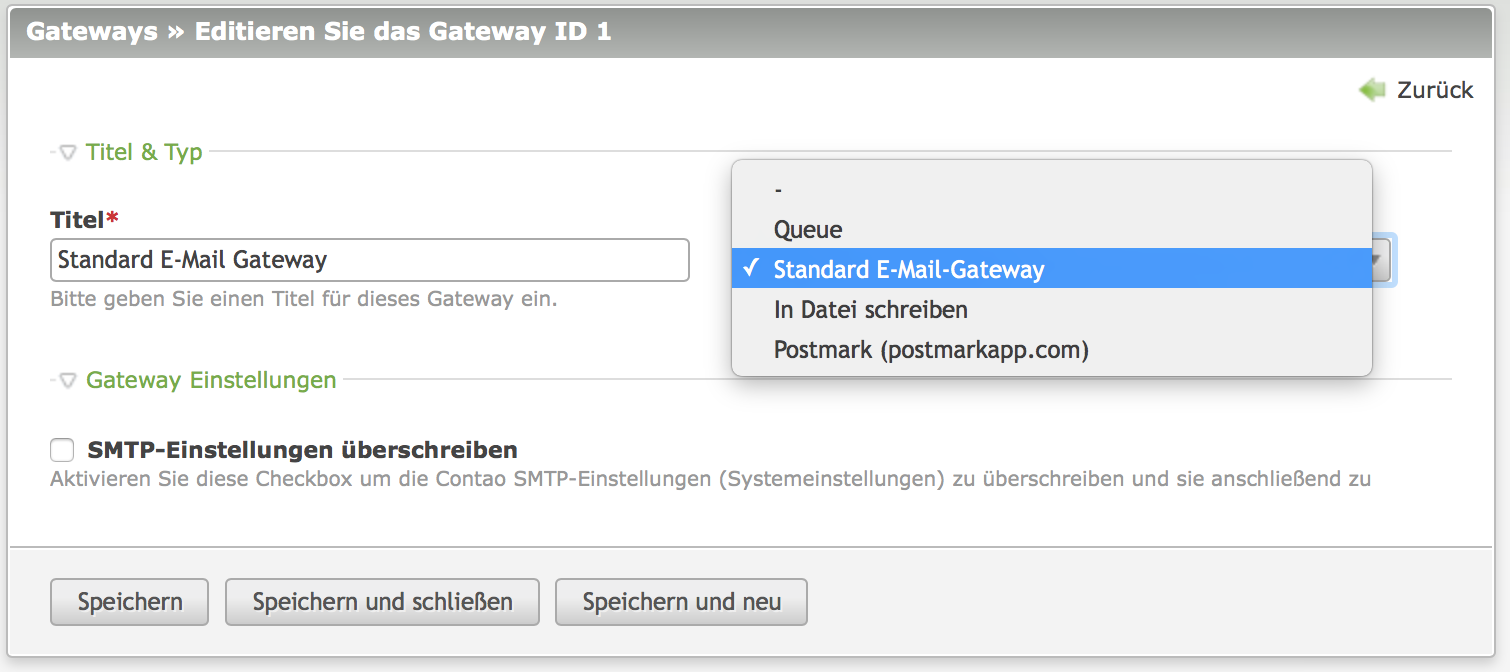 Gateways » Editieren Sie das Gateway ID 1
Zurück
Titel & Typ
Titel*
Standard E-Mail Gateway
Bitte geben Sie einen Titel für dieses Gateway ein.
-
Queue
✓ Standard E-Mail-Gateway
In Datei schreiben
Postmark (postmarkapp.com)
Gateway Einstellungen
SMTP-Einstellungen überschreiben
Aktivieren Sie diese Checkbox um die Contao SMTP-Einstellungen (Systemeinstellungen) zu überschreiben und sie anschließend zu
Speichern
Speichern und schließen
Speichern und neu